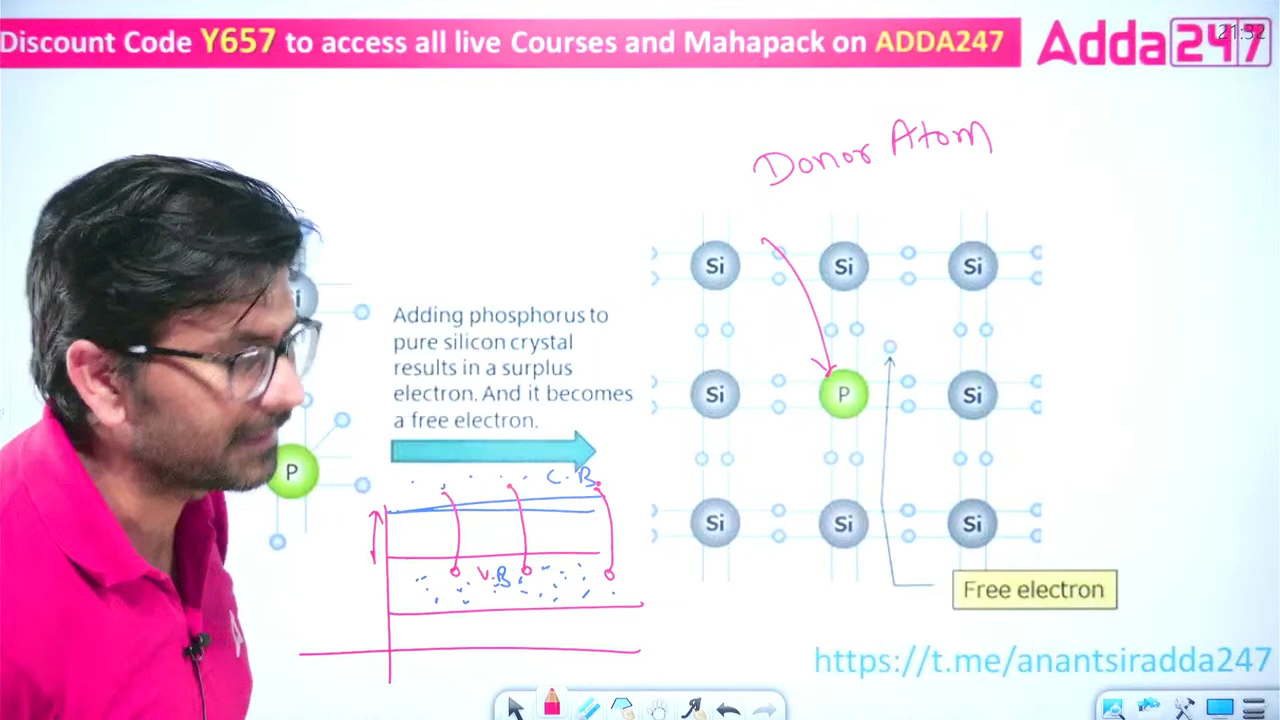 Discount Code Y657 to access all live Courses and Mahapack on ADDA247
Adda247
21:32
Donor Atom
Si Si Si
i
Adding phosphorus to
pure silicon crystal
results in a surplus
electron. And it becomes
a free electron.
Si P Si
P
C.B.
V.B
Si Si Si
Free electron
https://t.me/anantsiradda247